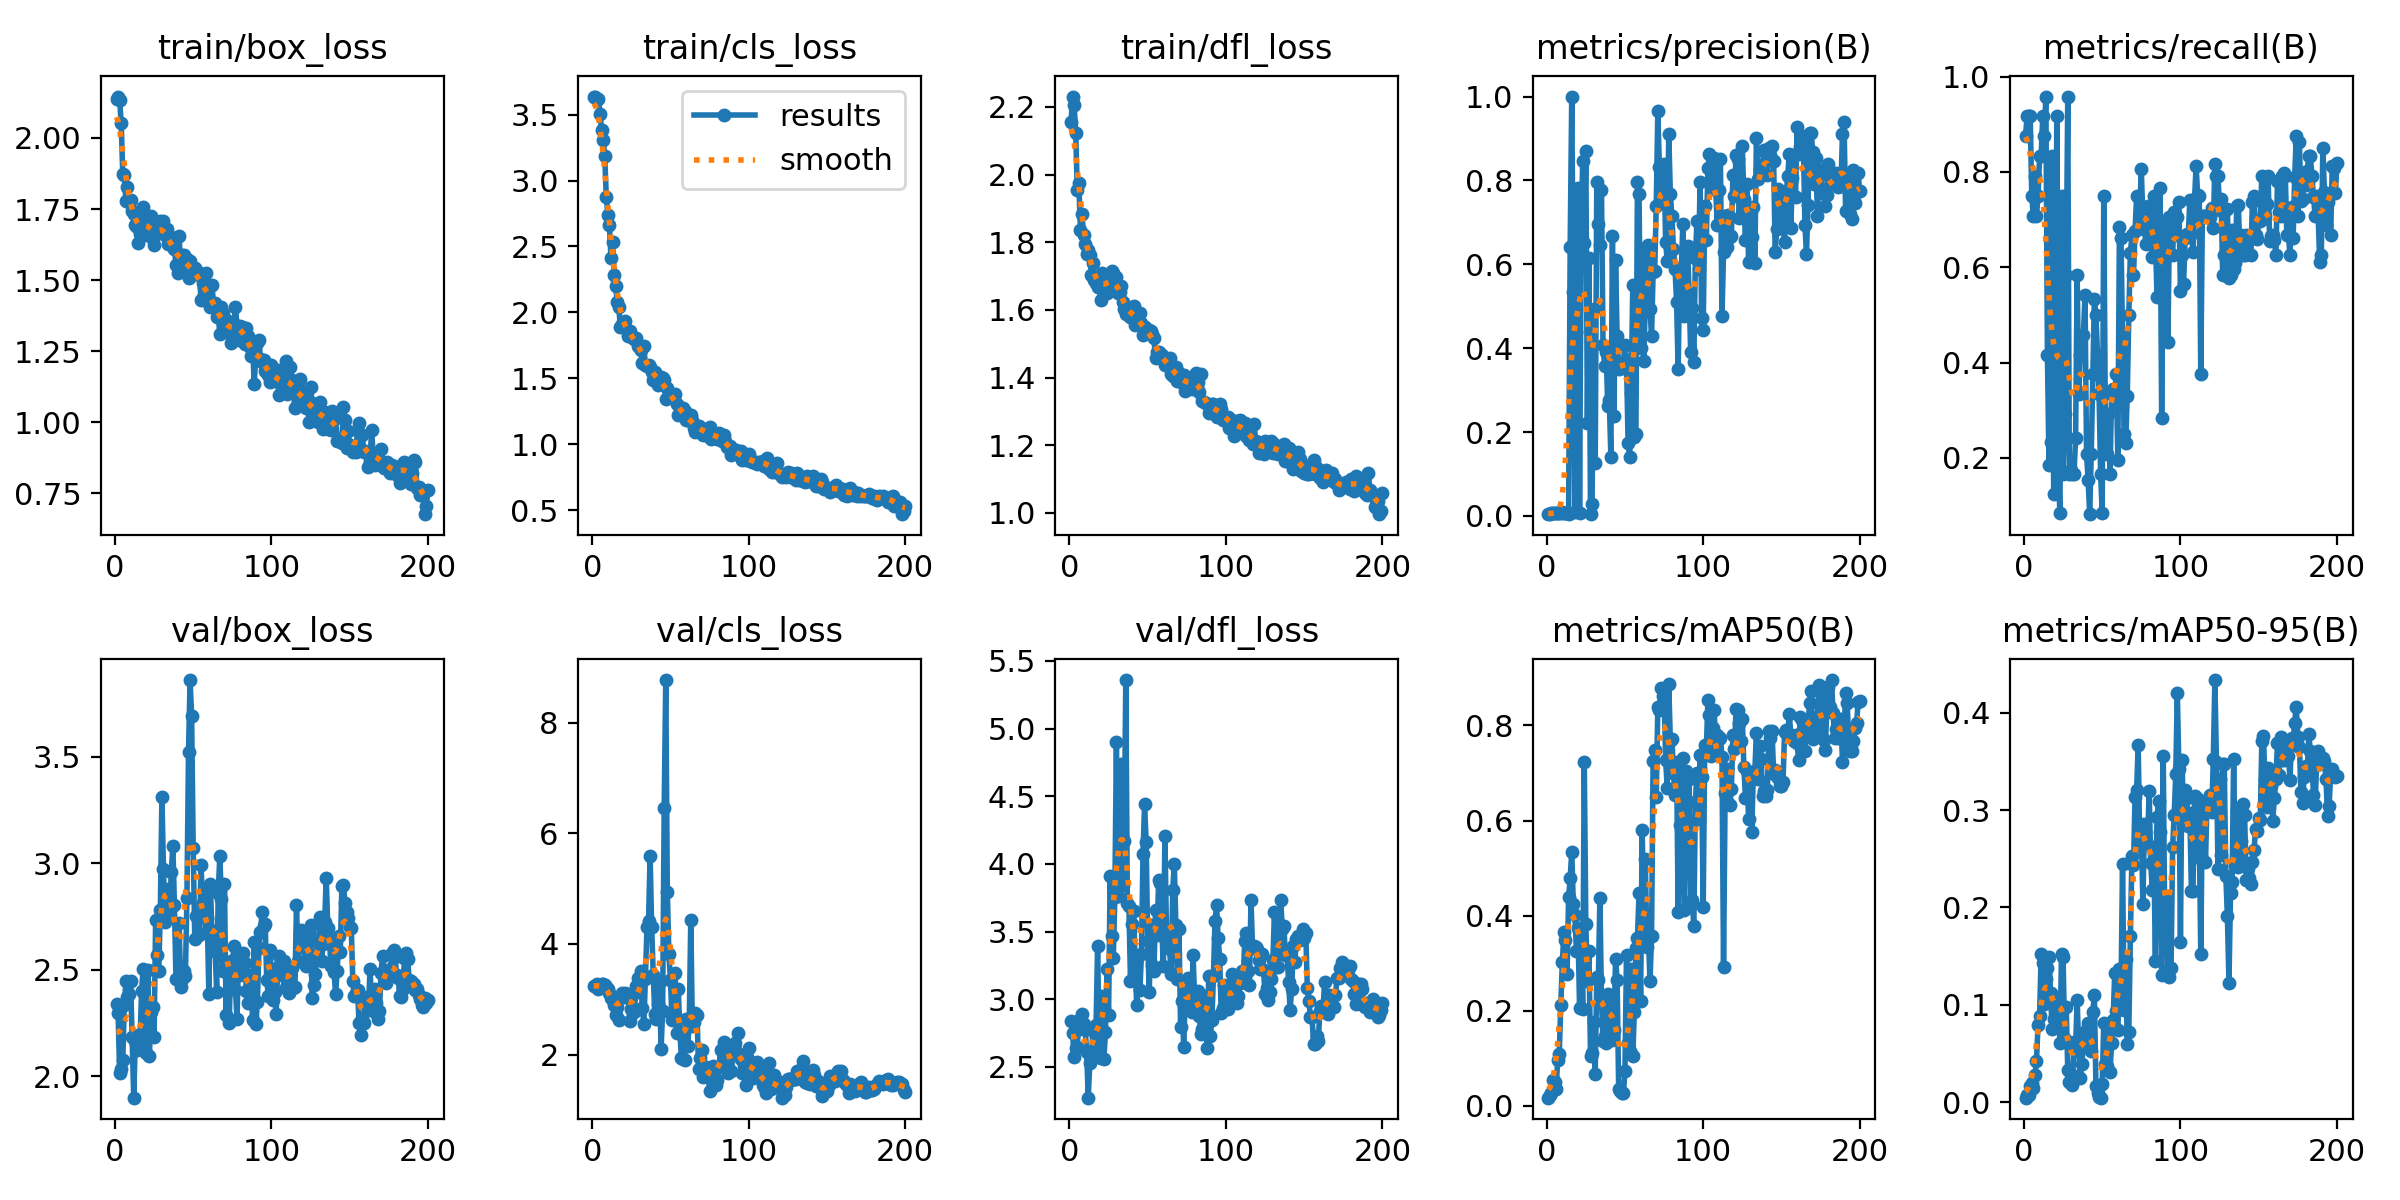 train/box_loss
2.00
1.75
1.50
1.25
1.00
0.75
0 100 200
train/cls_loss
results
smooth
3.5
3.0
2.5
2.0
1.5
1.0
0.5
0 100 200
train/dfl_loss
2.2
2.0
1.8
1.6
1.4
1.2
1.0
0 100 200
metrics/precision(B)
1.0
0.8
0.6
0.4
0.2
0.0
0 100 200
metrics/recall(B)
1.0
0.8
0.6
0.4
0.2
0 100 200
val/box_loss
3.5
3.0
2.5
2.0
0 100 200
val/cls_loss
8
6
4
2
0 100 200
val/dfl_loss
5.5
5.0
4.5
4.0
3.5
3.0
2.5
0 100 200
metrics/mAP50(B)
0.8
0.6
0.4
0.2
0.0
0 100 200
metrics/mAP50-95(B)
0.4
0.3
0.2
0.1
0.0
0 100 200